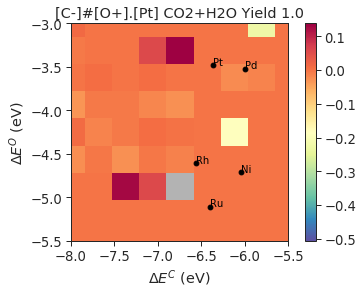 [C-]#[O+].[Pt] CO2+H2O Yield 1.0
−3.0
−3.5
−4.0
−4.5
−5.0
−5.5
ΔE^O (eV)
Pt
Pd
Rh
Ni
Ru
−8.0
−7.5
−7.0
−6.5
−6.0
−5.5
ΔE^C (eV)
0.1
0.0
−0.1
−0.2
−0.3
−0.4
−0.5